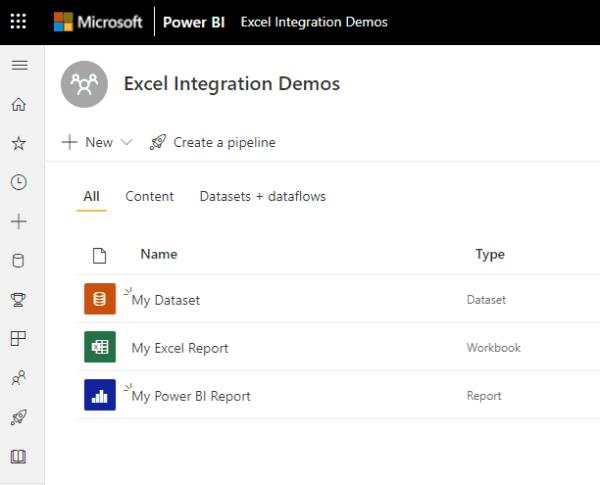 Microsoft Power BI Excel Integration Demos
Excel Integration Demos
New Create a pipeline
All Content Datasets + dataflows
Name Type
My Dataset Dataset
My Excel Report Workbook
My Power BI Report Report